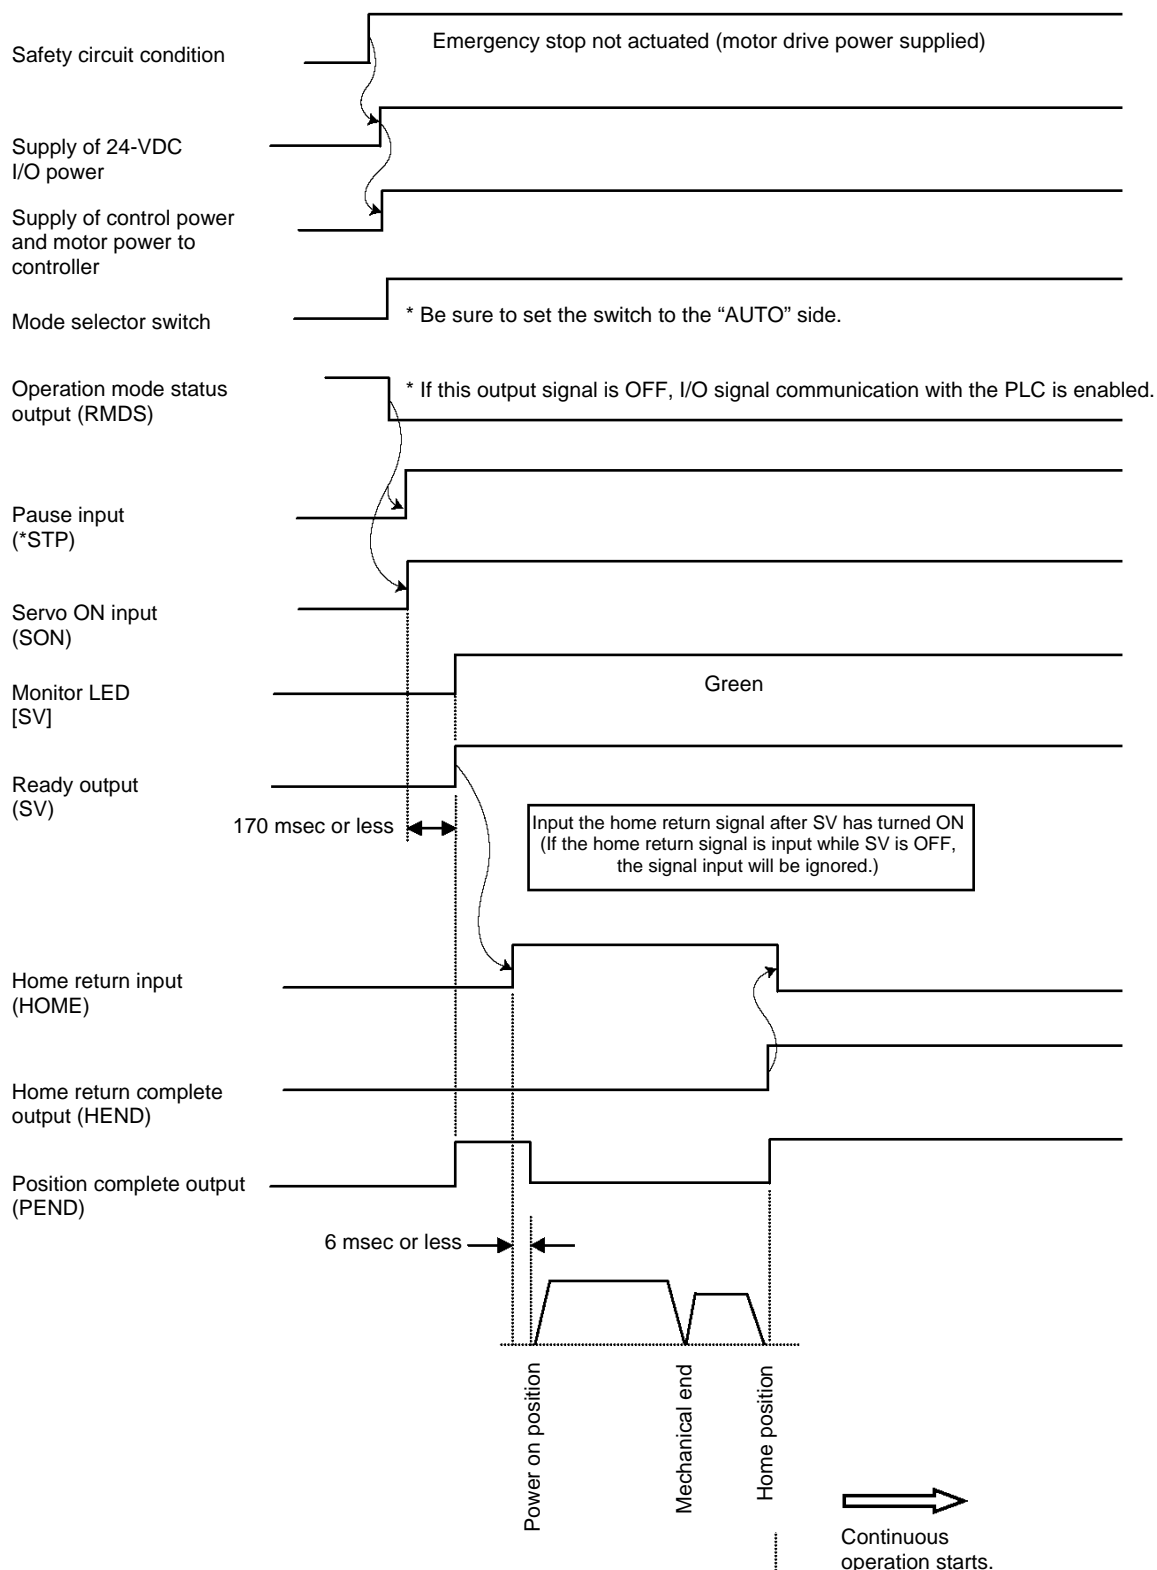 Safety circuit condition
Emergency stop not actuated (motor drive power supplied)
Supply of 24-VDC
I/O power
Supply of control power
and motor power to
controller
Mode selector switch
* Be sure to set the switch to the “AUTO” side.
Operation mode status
output (RMDS)
* If this output signal is OFF, I/O signal communication with the PLC is enabled.
Pause input
(*STP)
Servo ON input
(SON)
Monitor LED
[SV]
Green
Ready output
(SV)
170 msec or less
Input the home return signal after SV has turned ON
(If the home return signal is input while SV is OFF,
the signal input will be ignored.)
Home return input
(HOME)
Home return complete
output (HEND)
Position complete output
(PEND)
6 msec or less
Power on position
Mechanical end
Home position
Continuous
operation starts.